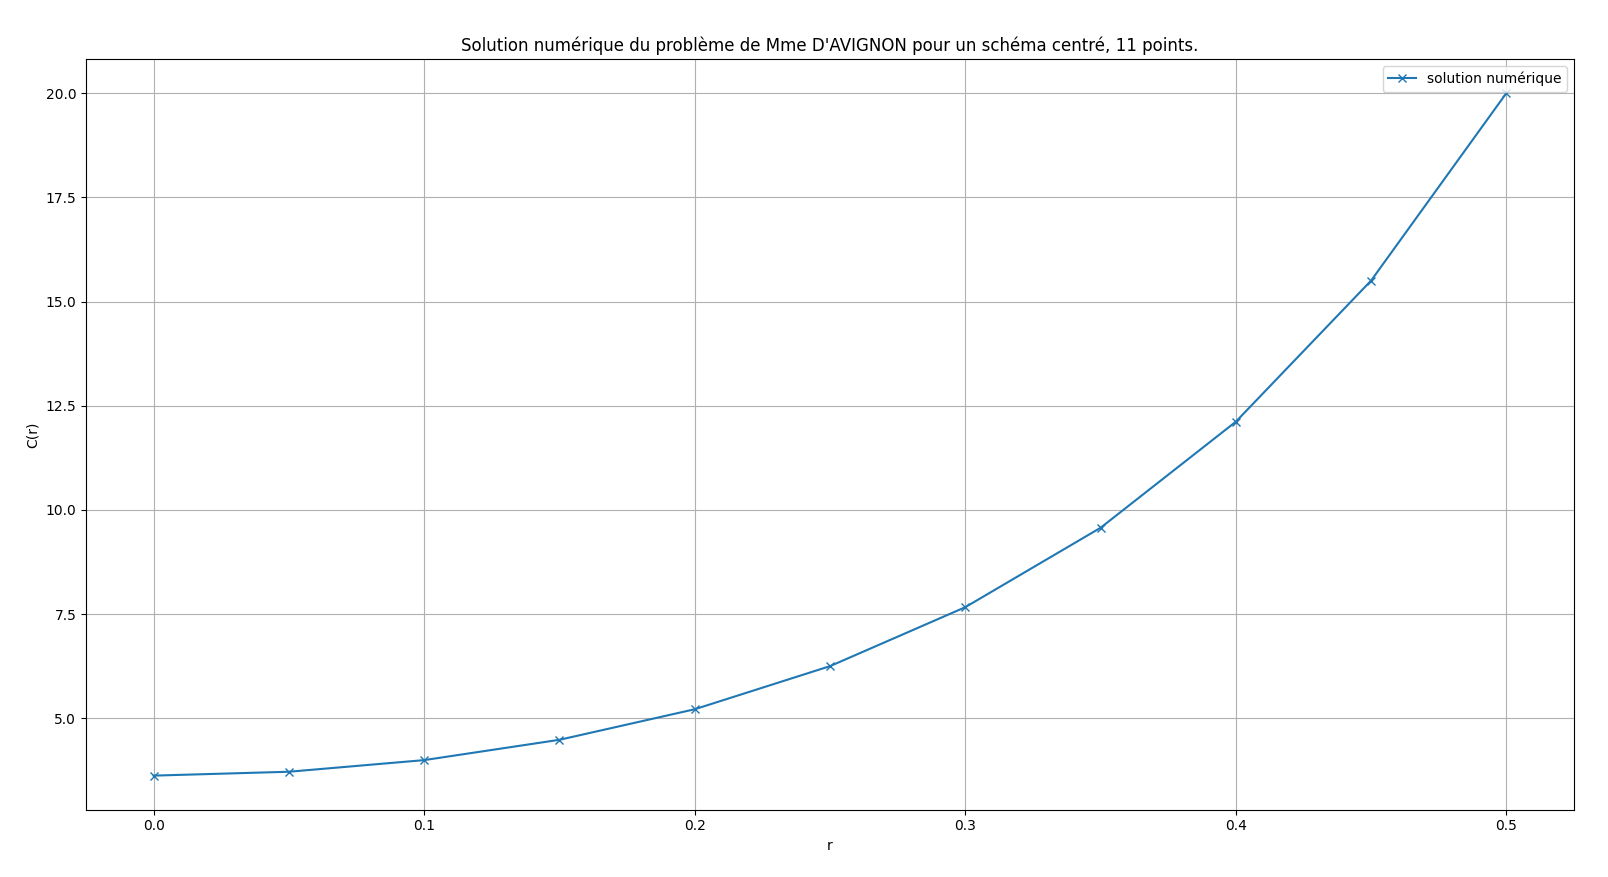 Solution numérique du problème de Mme D'AVIGNON pour un schéma centré, 11 points.
solution numérique
20.0
17.5
15.0
12.5
10.0
7.5
5.0
C(r)
0.0 0.1 0.2 0.3 0.4 0.5
r